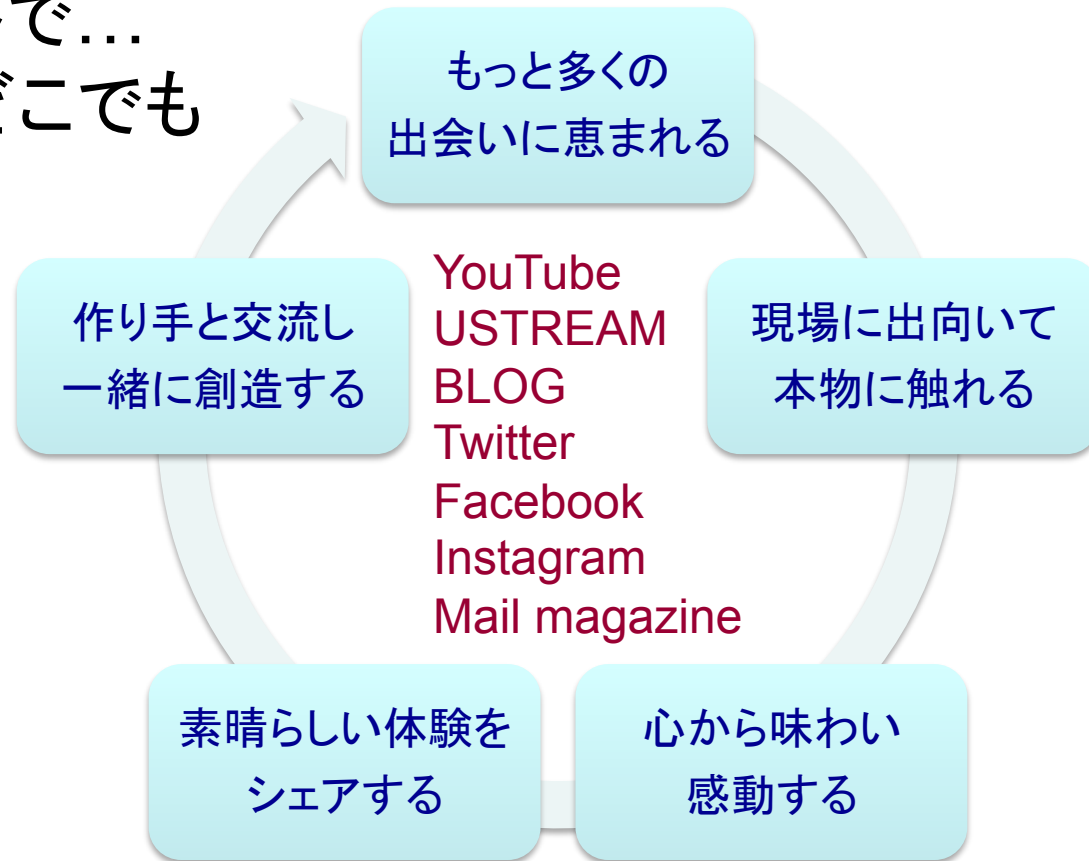 で…
どこでも
もっと多くの
出会いに恵まれる
現場に出向いて
本物に触れる
心から味わい
感動する
素晴らしい体験を
シェアする
作り手と交流し
一緒に創造する
YouTube
USTREAM
BLOG
Twitter
Facebook
Instagram
Mail magazine